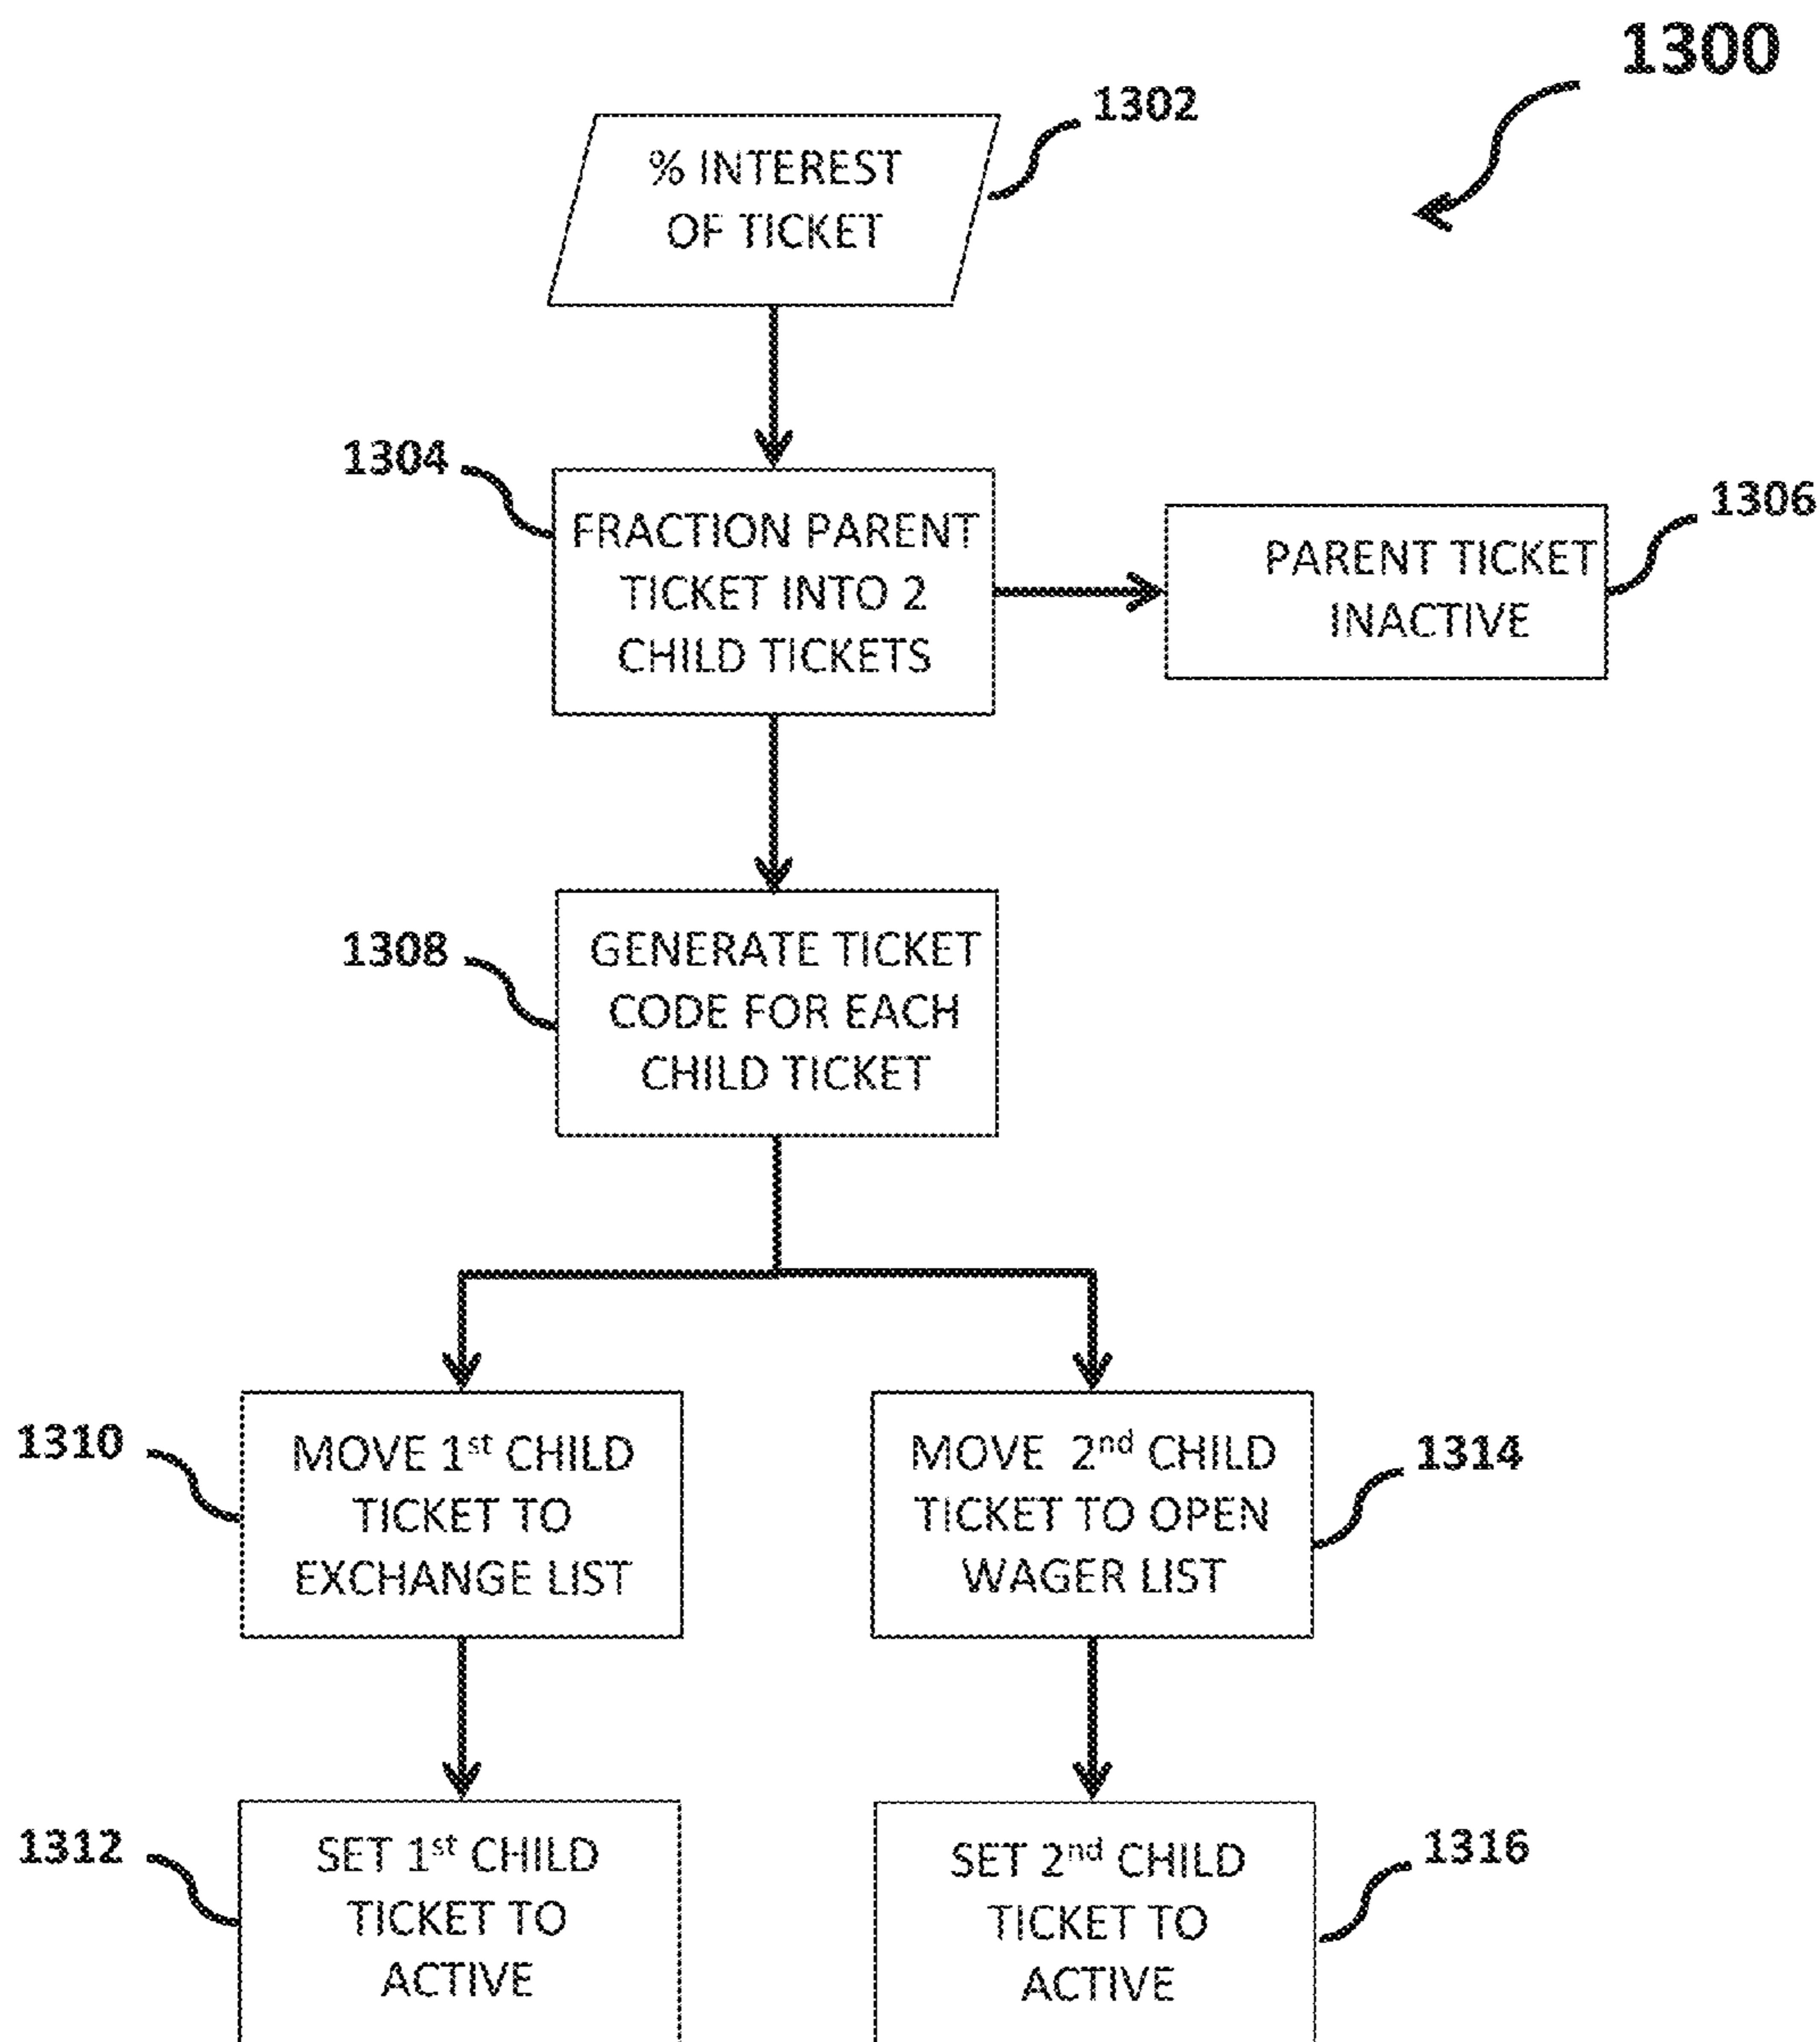 1300
1302
% INTEREST
OF TICKET
1304
FRACTION PARENT
TICKET INTO 2
CHILD TICKETS
1306
PARENT TICKET
INACTIVE
1308
GENERATE TICKET
CODE FOR EACH
CHILD TICKET
1310
MOVE 1st CHILD
TICKET TO
EXCHANGE LIST
MOVE 2nd CHILD
TICKET TO OPEN
WAGER LIST
1314
1312
SET 1st CHILD
TICKET TO
ACTIVE
SET 2nd CHILD
TICKET TO
ACTIVE
1316